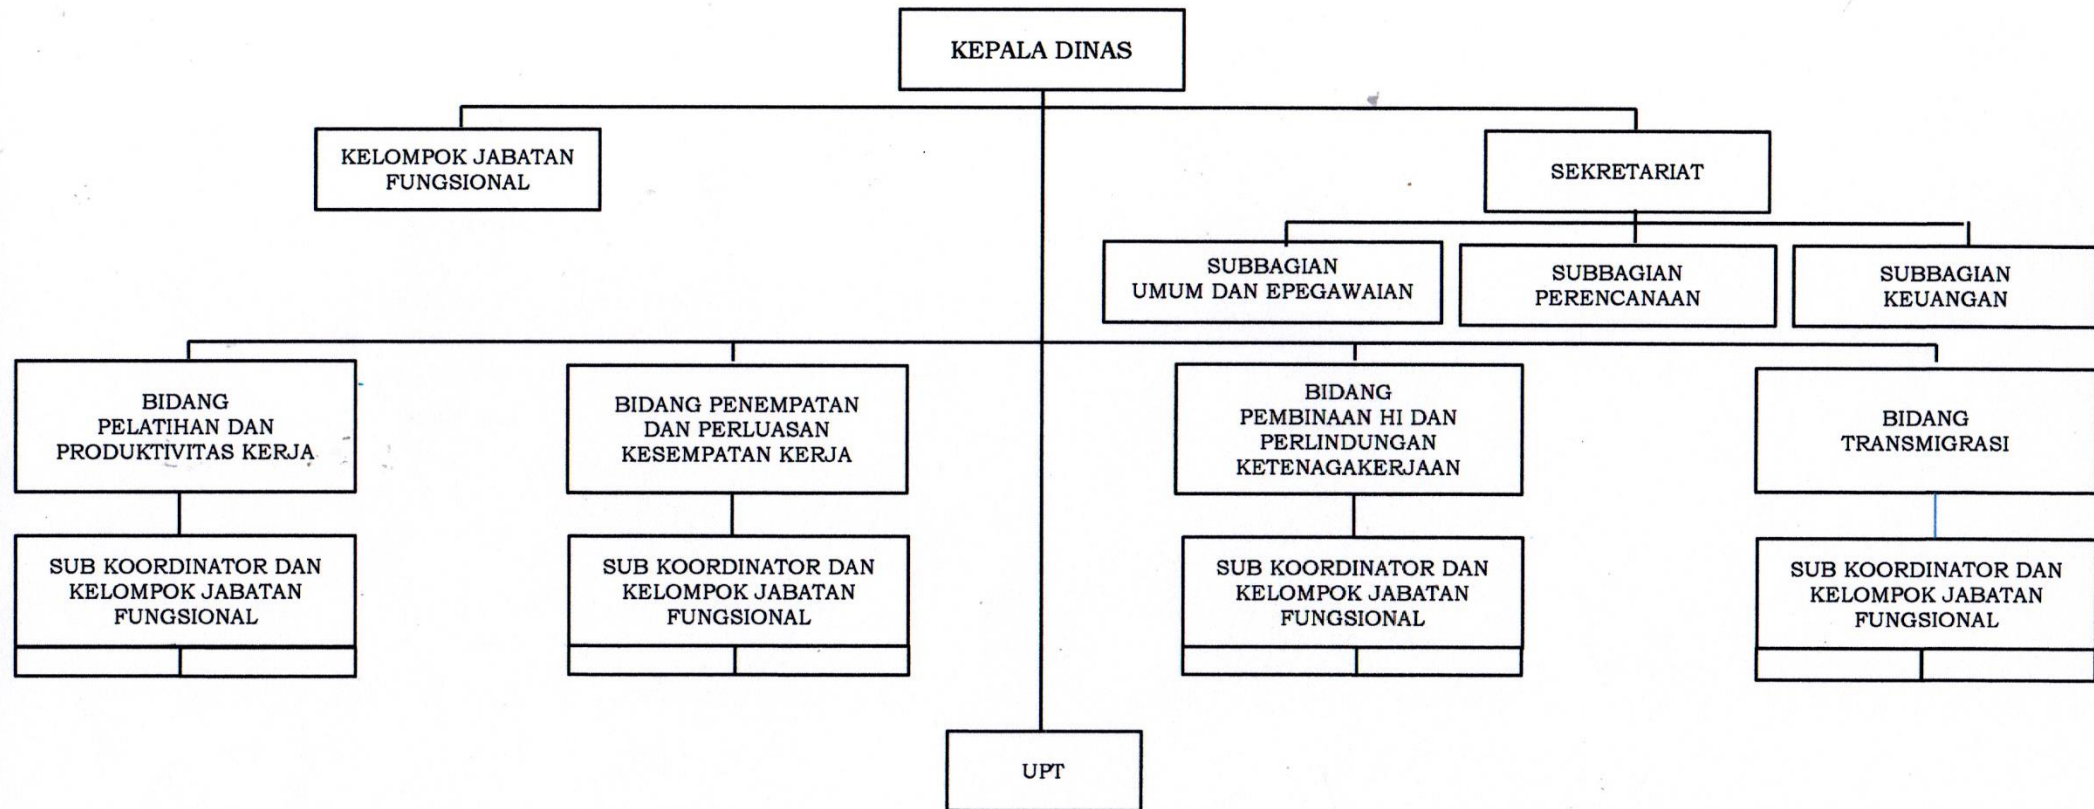 KEPALA DINAS
KELOMPOK JABATAN
FUNGSIONAL
SEKRETARIAT
SUBBAGIAN
UMUM DAN EPEGAWAIAN
SUBBAGIAN
PERENCANAAN
SUBBAGIAN
KEUANGAN
BIDANG
PELATIHAN DAN
PRODUKTIVITAS KERJA
BIDANG PENEMPATAN
DAN PERLUASAN
KESEMPATAN KERJA
BIDANG
PEMBINAAN HI DAN
PERLINDUNGAN
KETENAGAKERJAAN
BIDANG
TRANSMIGRASI
SUB KOORDINATOR DAN
KELOMPOK JABATAN
FUNGSIONAL
SUB KOORDINATOR DAN
KELOMPOK JABATAN
FUNGSIONAL
SUB KOORDINATOR DAN
KELOMPOK JABATAN
FUNGSIONAL
SUB KOORDINATOR DAN
KELOMPOK JABATAN
FUNGSIONAL
UPT